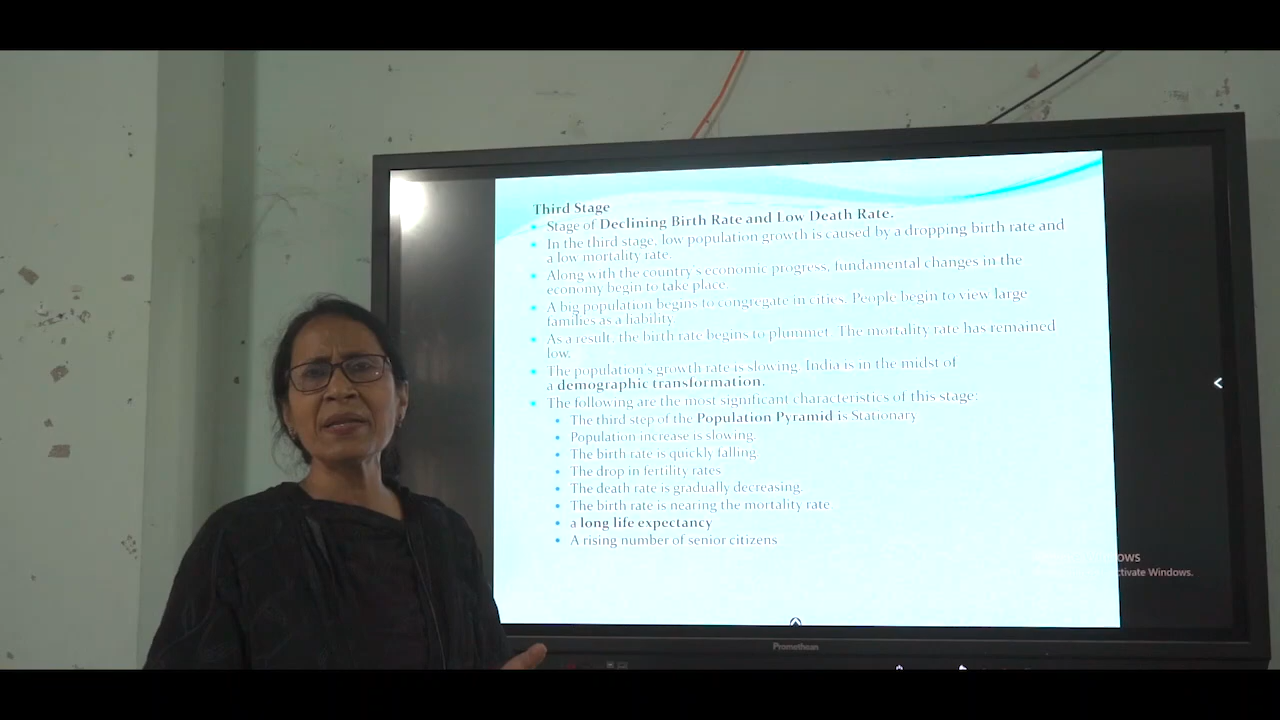 Third Stage
Stage of Declining Birth Rate and Low Death Rate.
In the third stage, low population growth is caused by a dropping birth rate and
a low mortality rate.
Along with the country's economic progress, fundamental changes in the
economy begin to take place.
A big population begins to congregate in cities. People begin to view large
families as a liability.
As a result, the birth rate begins to plummet. The mortality rate has remained
low.
The population's growth rate is slowing. India is in the midst of
a demographic transformation.
The following are the most significant characteristics of this stage:
The third step of the Population Pyramid is Stationary
Population increase is slowing.
The birth rate is quickly falling
The drop in fertility rates
The death rate is gradually decreasing.
The birth rate is nearing the mortality rate.
a long life expectancy
A rising number of senior citizens
ctivate Windows.
Promethean